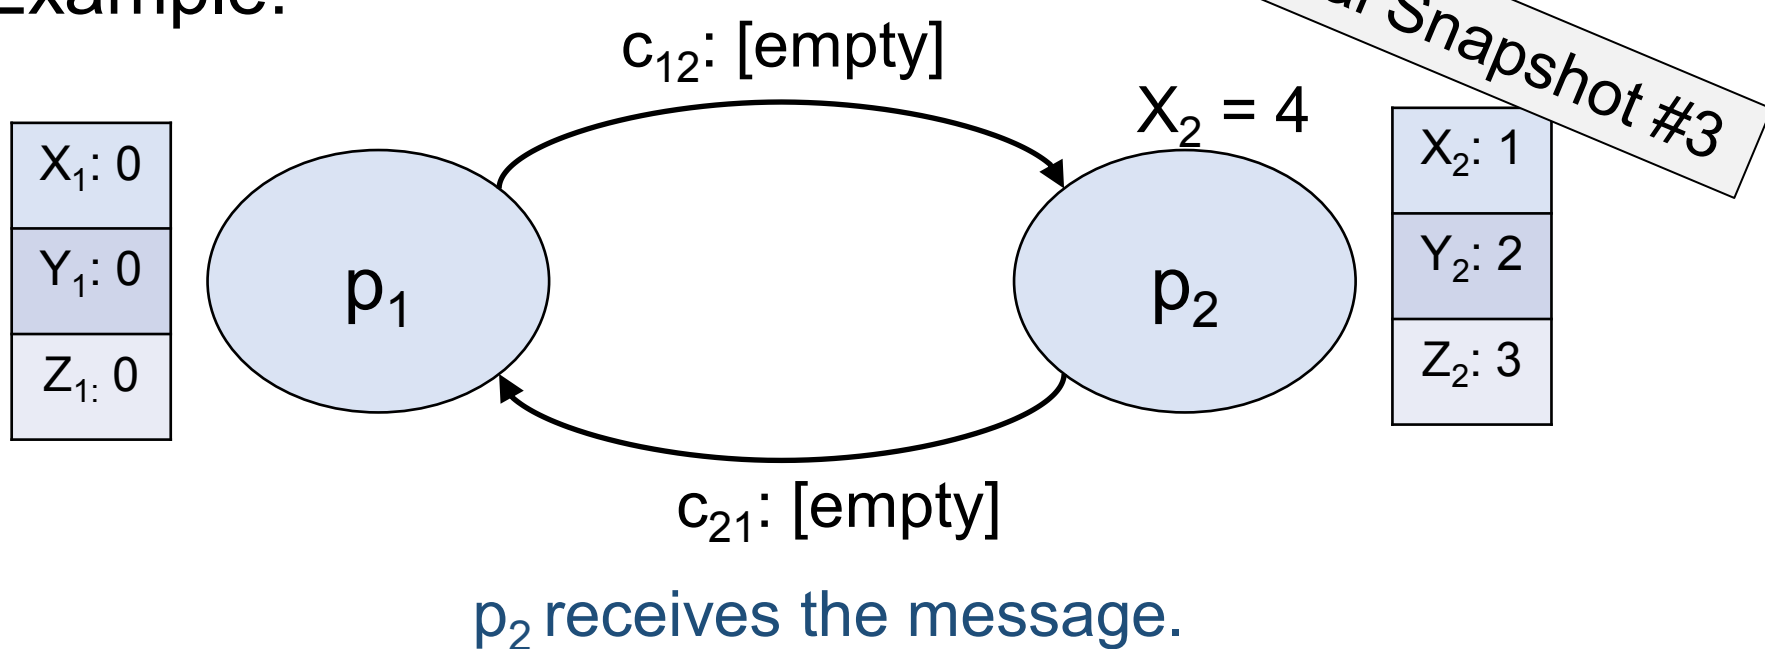 Example:
Snapshot #3
c₁₂: [empty]
X₂ = 4
X₁: 0
Y₁: 0
Z₁: 0
p₁
p₂
X₂: 1
Y₂: 2
Z₂: 3
c₂₁: [empty]
p₂ receives the message.